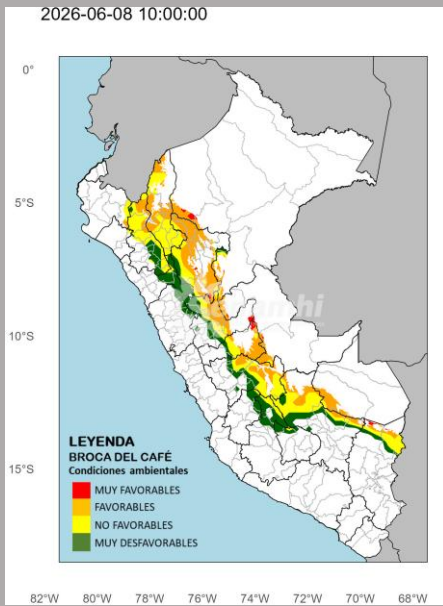 2026-06-08 10:00:00
0°
5°S
10°S
15°S
LEYENDA
BROCA DEL CAFÉ
Condiciones ambientales
MUY FAVORABLES
FAVORABLES
NO FAVORABLES
MUY DESFAVORABLES
82°W 80°W 78°W 76°W 74°W 72°W 70°W 68°W